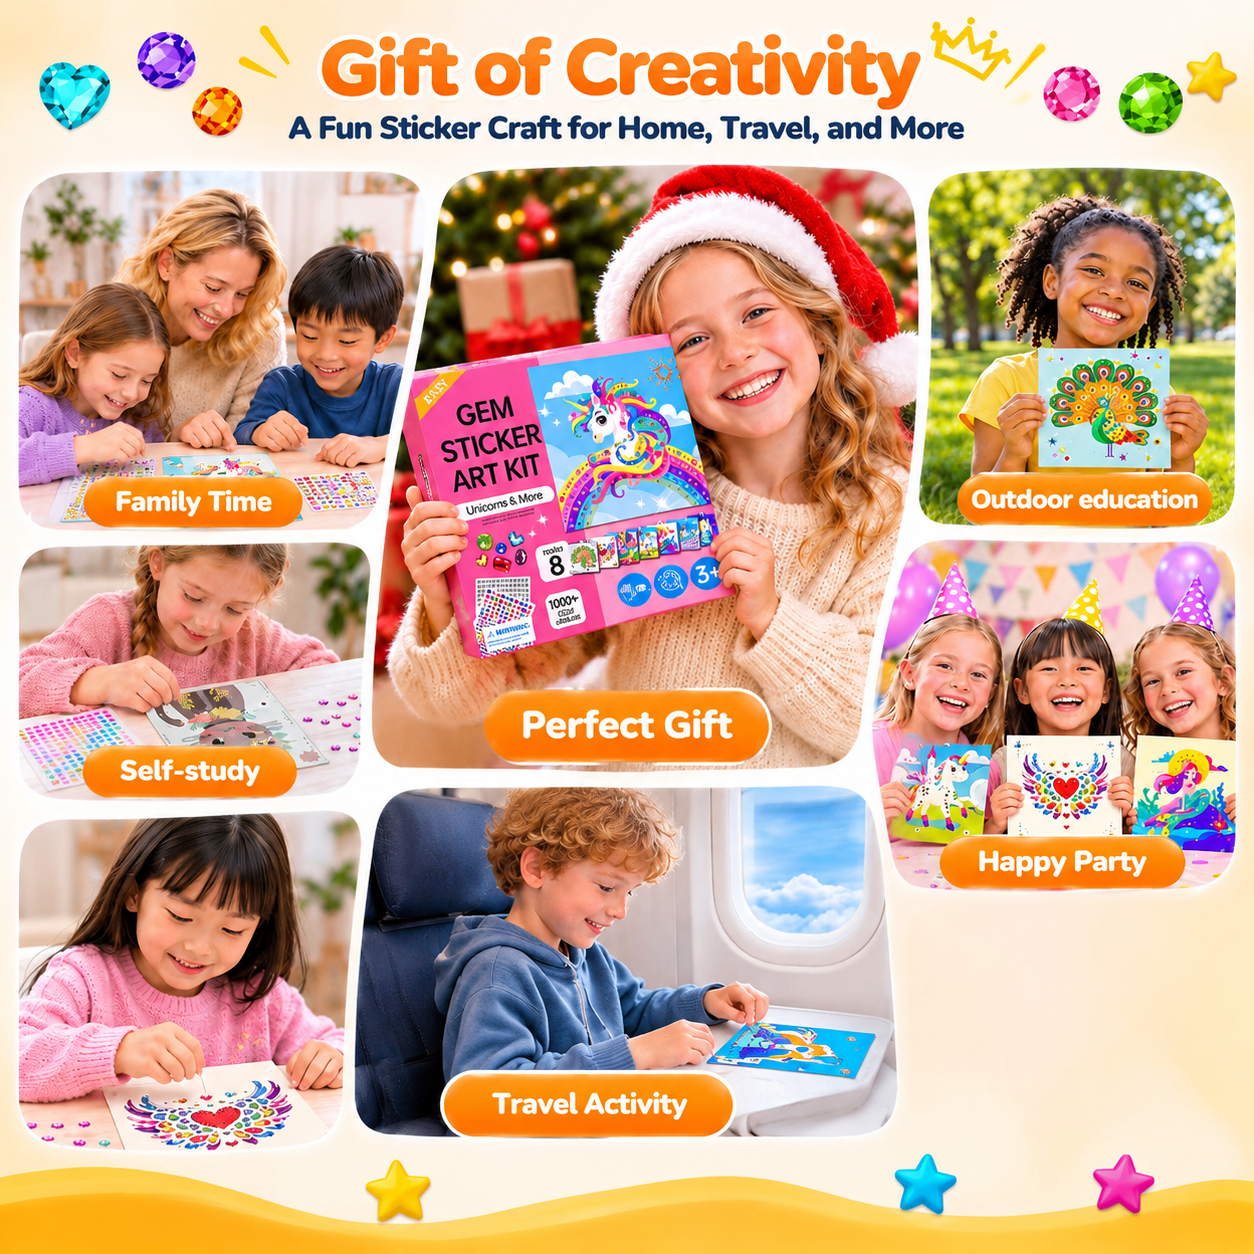 Gift of Creativity
A Fun Sticker Craft for Home, Travel, and More
Family Time
EASY
GEM
STICKER
ART KIT
Unicorns & More
8
1000+
3+
Perfect Gift
Outdoor education
Self-study
Happy Party
Travel Activity